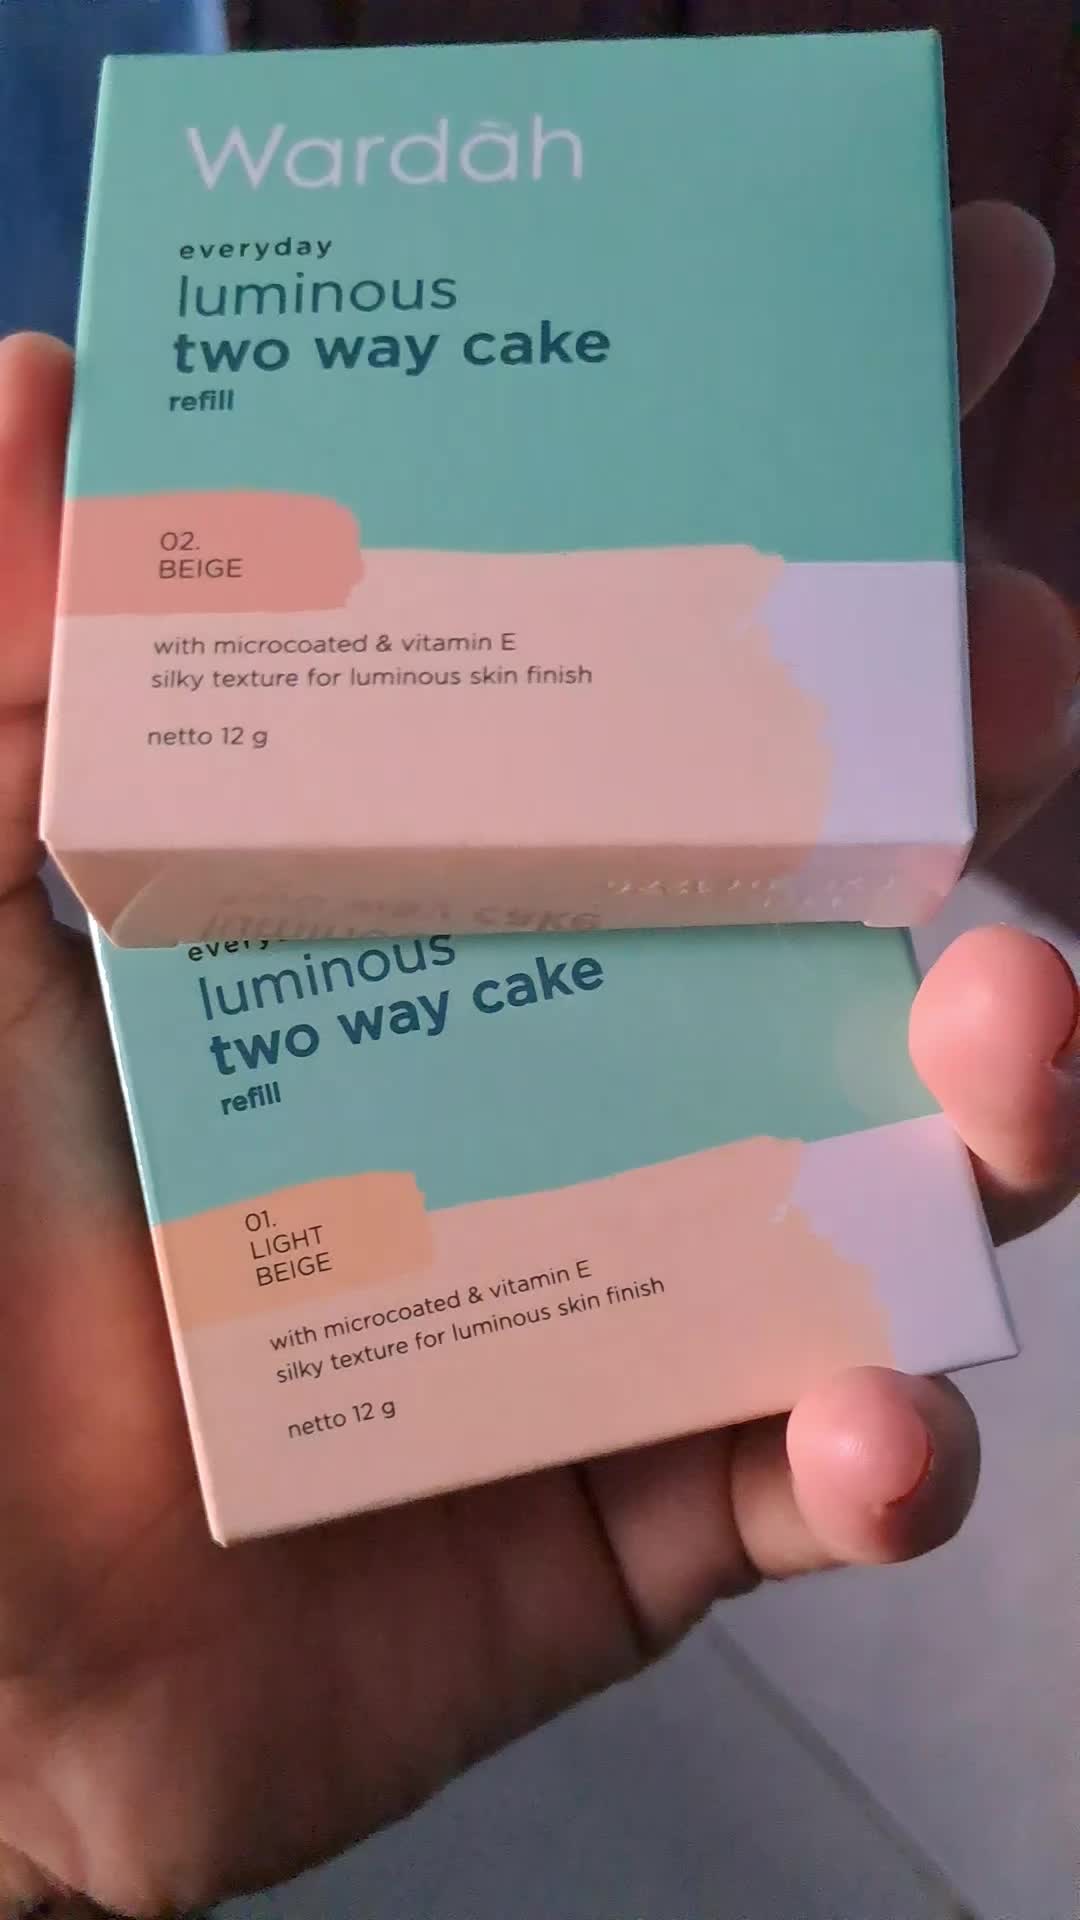 Wardah
everyday
luminous
two way cake
refill
02.
BEIGE
with microcoated & vitamin E
silky texture for luminous skin finish
netto 12 g
luminous
two way cake
refill
01.
LIGHT
BEIGE
with microcoated & vitamin E
silky texture for luminous skin finish
netto 12 g